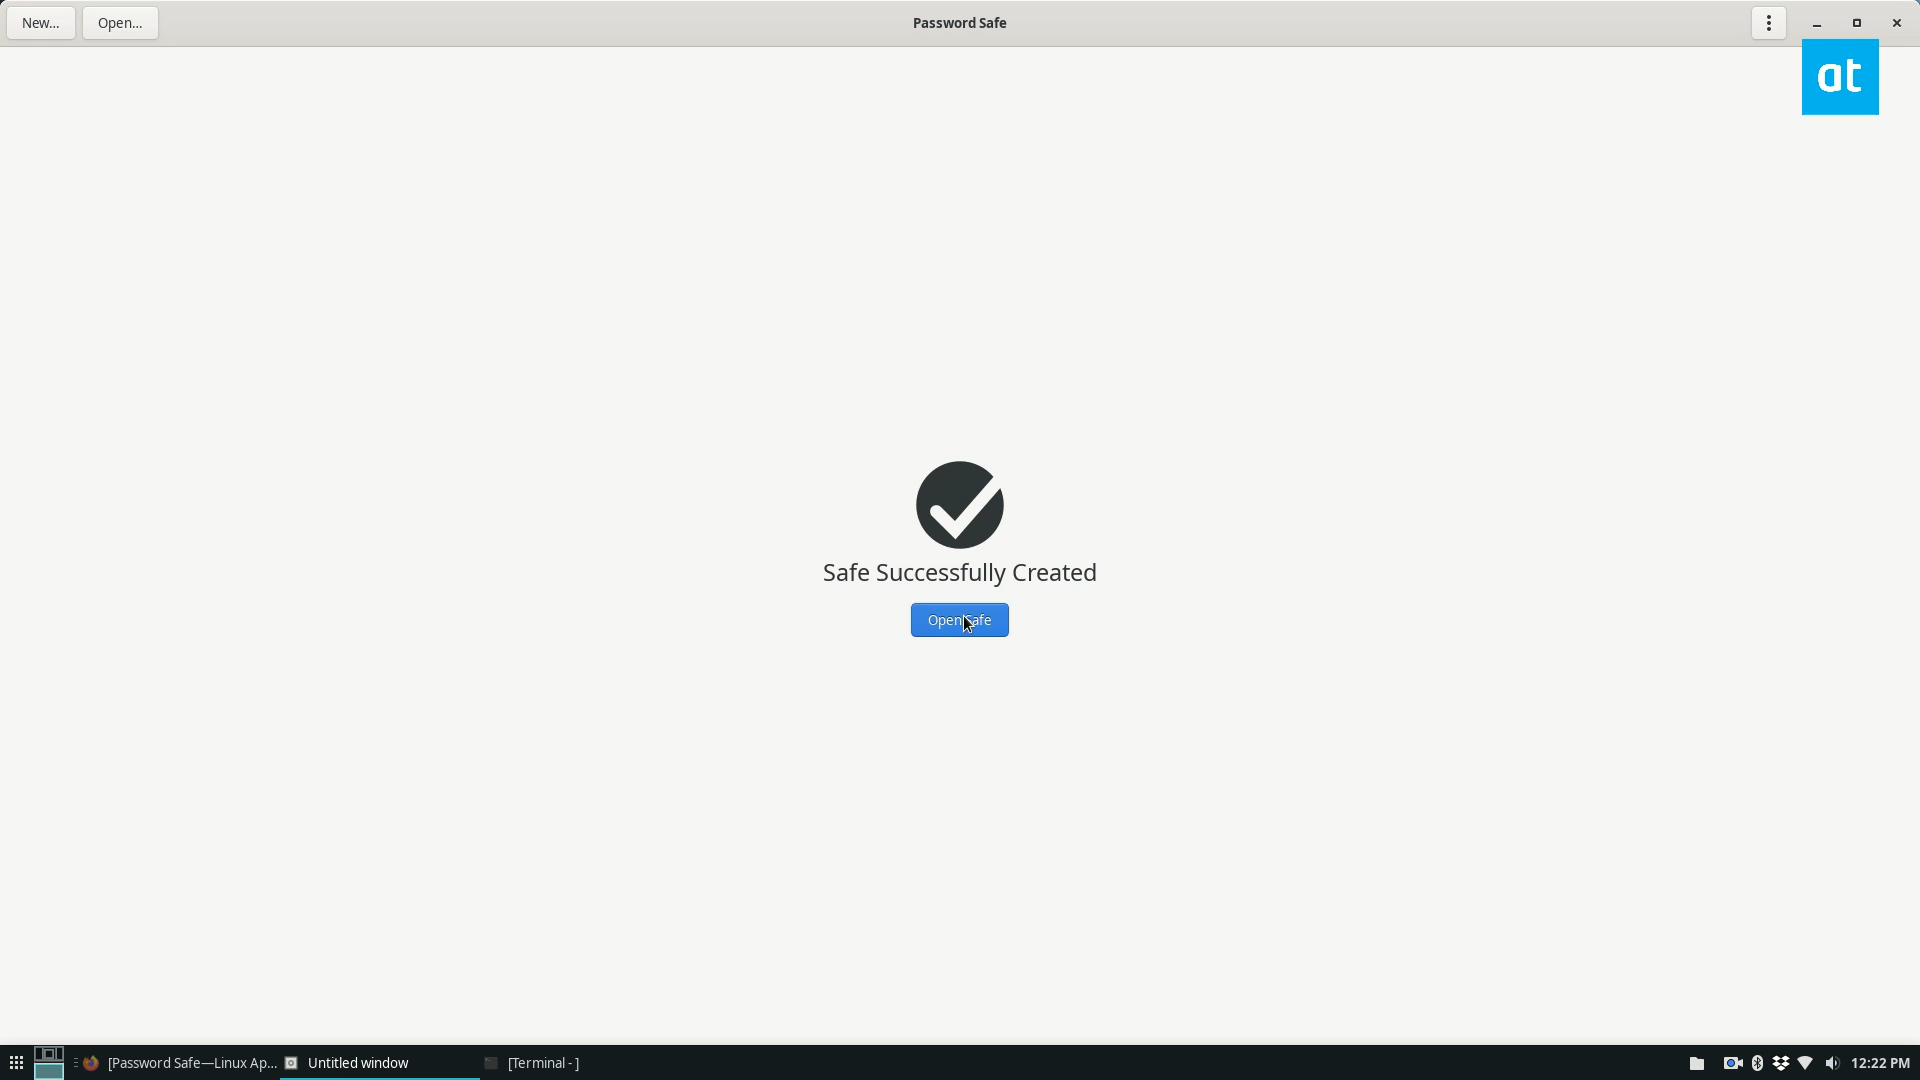 New...
Open...
Password Safe
at
Safe Successfully Created
Open Safe
[Password Safe—Linux Ap...
Untitled window
[Terminal - ]
12:22 PM